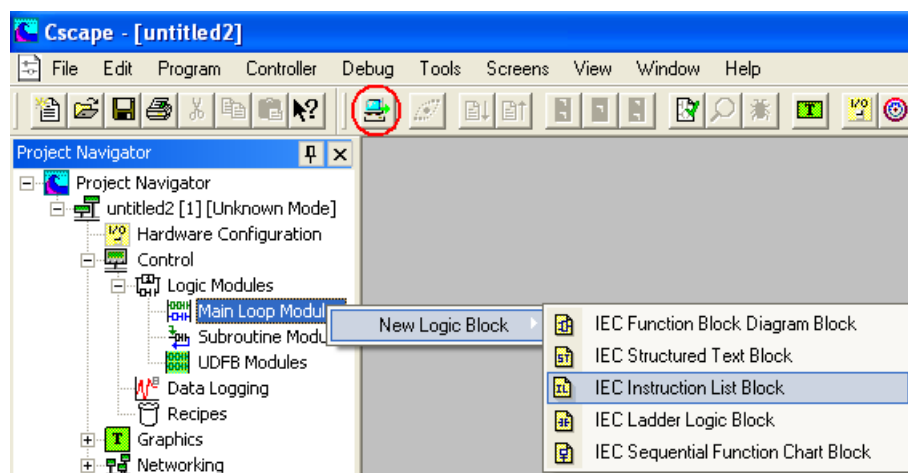 Cscape - [untitled2]
File Edit Program Controller Debug Tools Screens View Window Help
T I/O
Project Navigator
Project Navigator
untitled2 [1] [Unknown Mode]
I/O Hardware Configuration
Control
Logic Modules
Main Loop Modul
Subroutine Modu
UDFB Modules
Data Logging
Recipes
T Graphics
Networking
New Logic Block
IEC Function Block Diagram Block
ST IEC Structured Text Block
IL IEC Instruction List Block
IEC Ladder Logic Block
IEC Sequential Function Chart Block